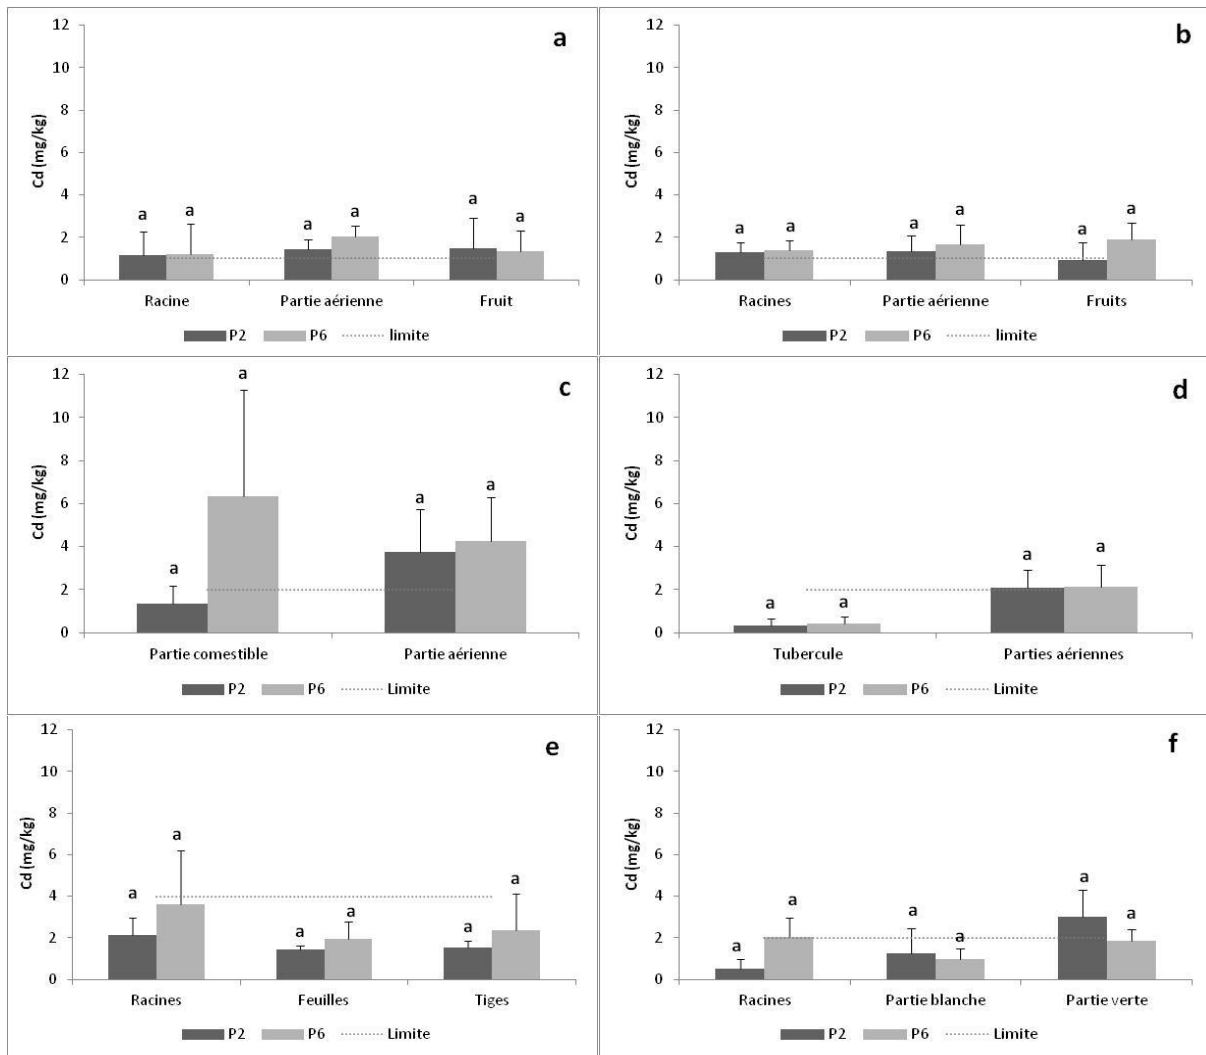 a
Cd (mg/kg)
12
10
8
6
4
2
0
a a a a a a
Racine Partie aérienne Fruit
P2 P6 limite
b
Cd (mg/kg)
12
10
8
6
4
2
0
a a a a a a
Racines Partie aérienne Fruits
P2 P6 limite
c
Cd (mg/kg)
12
10
8
6
4
2
0
a a a a
Partie comestible Partie aérienne
P2 P6 Limite
d
Cd (mg/kg)
12
10
8
6
4
2
0
a a a a
Tubercule Parties aériennes
P2 P6 Limite
e
Cd (mg/kg)
12
10
8
6
4
2
0
a a a a a a
Racines Feuilles Tiges
P2 P6 Limite
f
Cd (mg/kg)
12
10
8
6
4
2
0
a a a a a a
Racines Partie blanche Partie verte
P2 P6 Limite